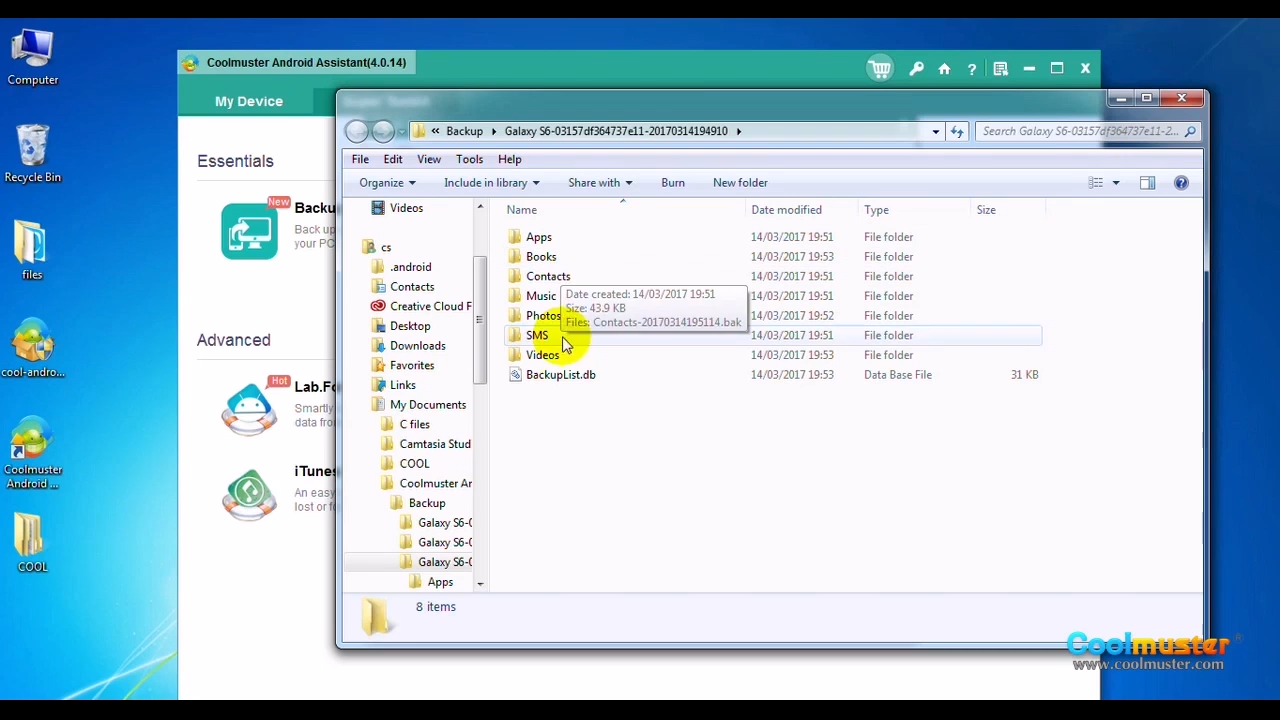 Computer
Recycle Bin
files
cool-andro...
Coolmuster
Android ...
COOL
Coolmuster Android Assistant(4.0.14)
My Device
Essentials
New
Backu
Back up
your PC
Advanced
Hot
Lab.Fo
Smartly
data from
iTunes
An easy
lost or f
« Backup Galaxy S6-03157df364737e11-20170314194910
Search Galaxy S6-03157df364737e11-2...
File Edit View Tools Help
Organize Include in library Share with Burn New folder
Videos
cs
.android
Contacts
Creative Cloud F
Desktop
Downloads
Favorites
Links
My Documents
C files
Camtasia Stud
COOL
Coolmuster Ar
Backup
Galaxy S6-0
Galaxy S6-0
Galaxy S6-0
Apps
Name Date modified Type Size
Apps 14/03/2017 19:51 File folder
Books 14/03/2017 19:53 File folder
Contacts 14/03/2017 19:51 File folder
Music 14/03/2017 19:51 File folder
Photos 14/03/2017 19:52 File folder
SMS 14/03/2017 19:51 File folder
Videos 14/03/2017 19:53 File folder
BackupList.db 14/03/2017 19:53 Data Base File 31 KB
Date created: 14/03/2017 19:51
Size: 43.9 KB
Files: Contacts-20170314195114.bak
8 items
Coolmuster®
www.coolmuster.com